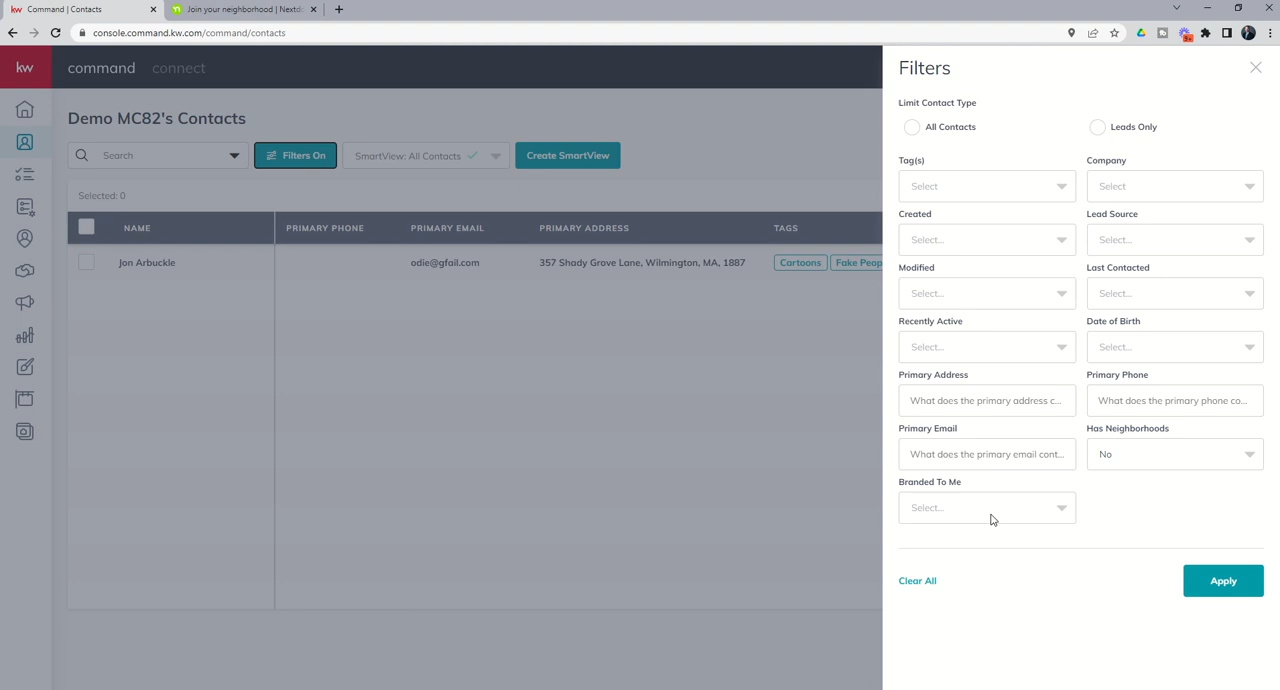 kw Command | Contacts
Join your neighborhood | Nextd
console.command.kw.com/command/contacts
9+
kw
command connect
Demo MC82's Contacts
Search
Filters On
SmartView: All Contacts
Create SmartView
Selected: 0
NAME PRIMARY PHONE PRIMARY EMAIL PRIMARY ADDRESS TAGS
Jon Arbuckle odie@gfail.com 357 Shady Grove Lane, Wilmington, MA, 1887 Cartoons Fake Peop
Filters
Limit Contact Type
All Contacts Leads Only
Tag(s) Company
Select Select
Created Lead Source
Select... Select...
Modified Last Contacted
Select... Select...
Recently Active Date of Birth
Select... Select...
Primary Address Primary Phone
What does the primary address c... What does the primary phone co...
Primary Email Has Neighborhoods
What does the primary email cont... No
Branded To Me
Select...
Clear All Apply